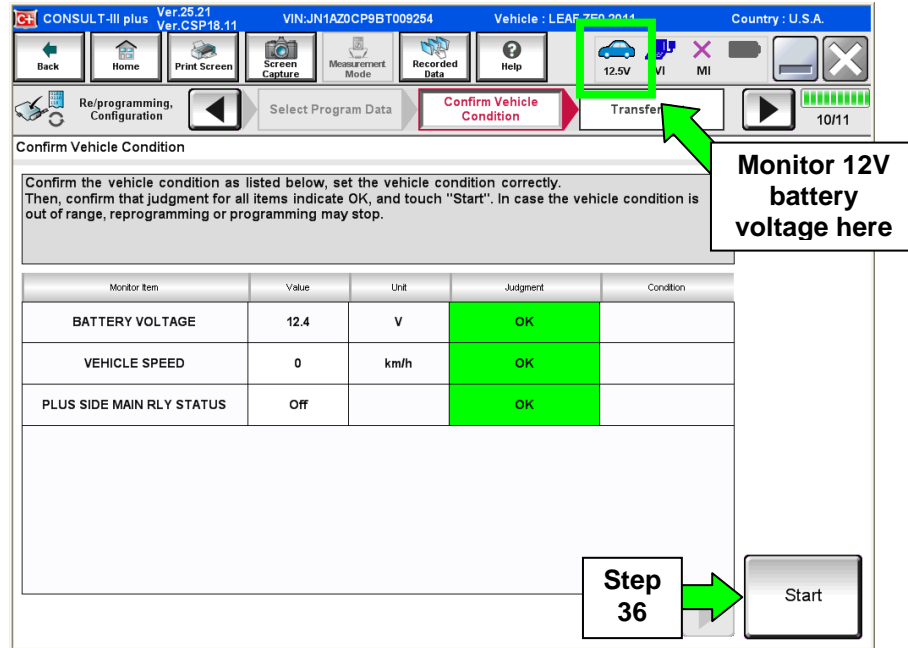 C+ CONSULT-III plus Ver.25.21 Ver.CSP18.11 VIN:JN1AZ0CP9BT009254 Vehicle : LEAF ZE0 2011 Country : U.S.A.
Back
Home
Print Screen
Screen Capture
Measurement Mode
Recorded Data
Help
12.5V
VI
MI
Re/programming, Configuration
Select Program Data
Confirm Vehicle Condition
Transfer
10/11
Confirm Vehicle Condition
Monitor 12V
battery
voltage here
Confirm the vehicle condition as listed below, set the vehicle condition correctly.
Then, confirm that judgment for all items indicate OK, and touch "Start". In case the vehicle condition is
out of range, reprogramming or programming may stop.
Monitor Item Value Unit Judgment Condition
BATTERY VOLTAGE 12.4 V OK
VEHICLE SPEED 0 km/h OK
PLUS SIDE MAIN RLY STATUS Off OK
Step
36
Start